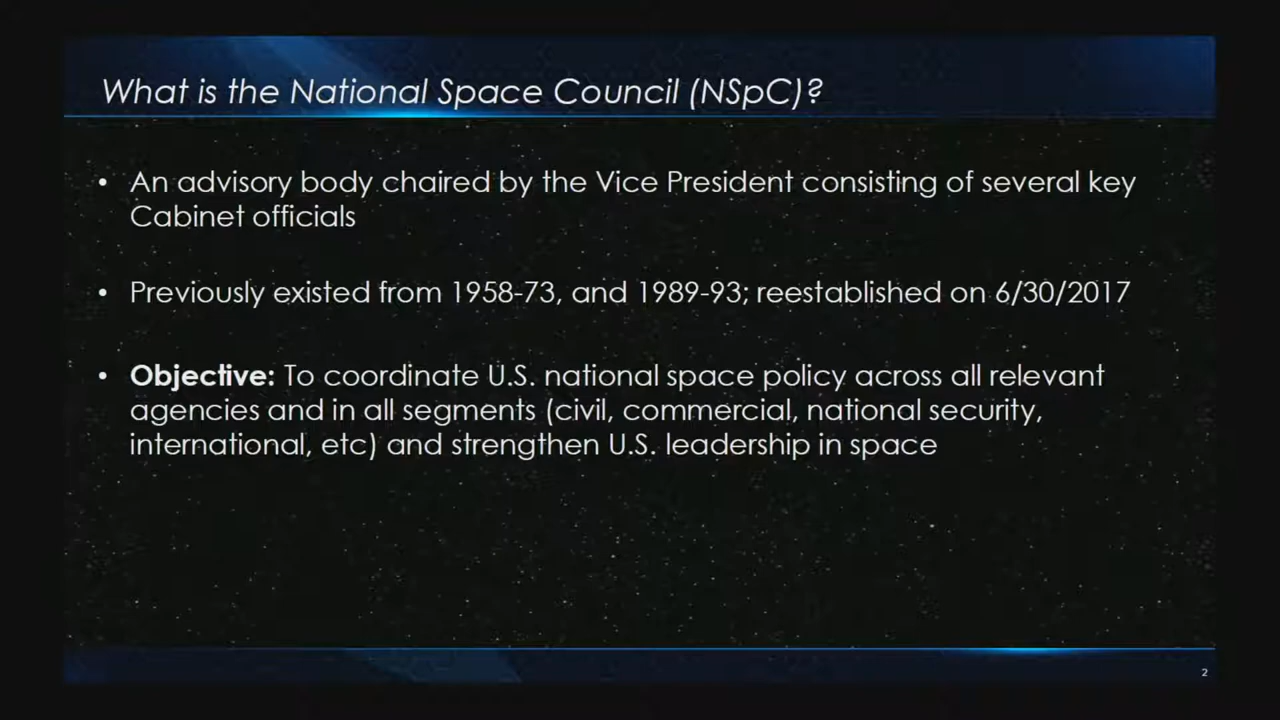 What is the National Space Council (NSpC)?
• An advisory body chaired by the Vice President consisting of several key
Cabinet officials
• Previously existed from 1958-73, and 1989-93; reestablished on 6/30/2017
• Objective: To coordinate U.S. national space policy across all relevant
agencies and in all segments (civil, commercial, national security,
international, etc) and strengthen U.S. leadership in space
2